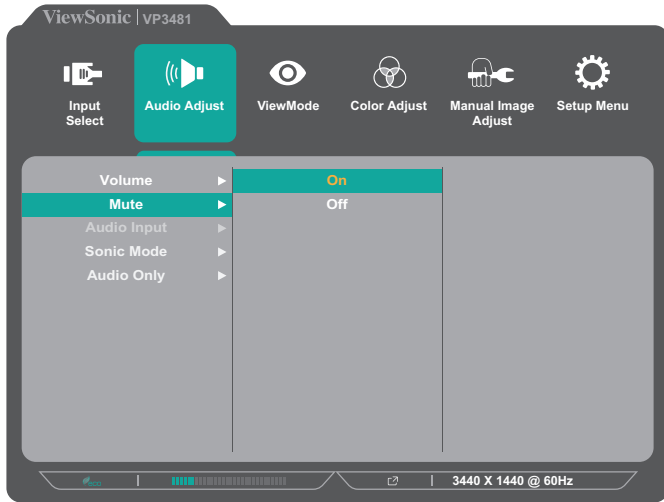 ViewSonic | VP3481
Input
Select
Audio Adjust
ViewMode
Color Adjust
Manual Image
Adjust
Setup Menu
Volume
On
Mute
Off
Audio Input
Sonic Mode
Audio Only
eco
3440 X 1440 @ 60Hz